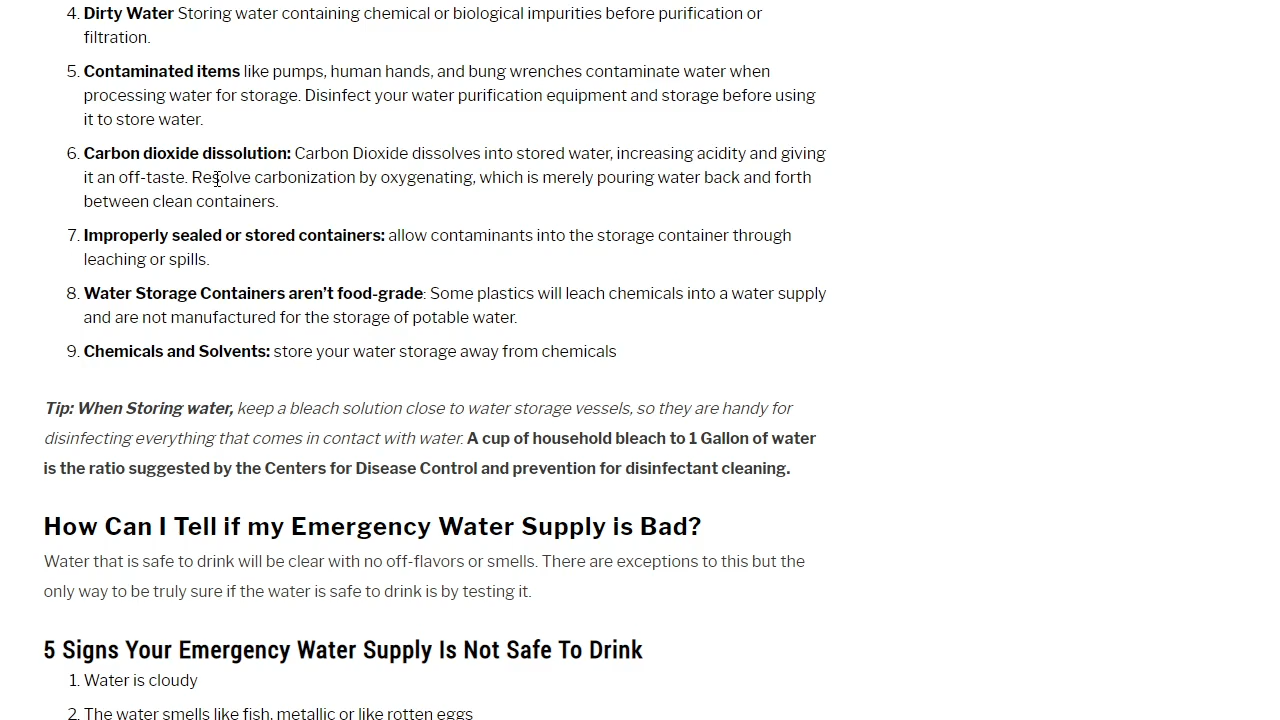 4. Dirty Water Storing water containing chemical or biological impurities before purification or
filtration.
5. Contaminated items like pumps, human hands, and bung wrenches contaminate water when
processing water for storage. Disinfect your water purification equipment and storage before using
it to store water.
6. Carbon dioxide dissolution: Carbon Dioxide dissolves into stored water, increasing acidity and giving
it an off-taste. Resolve carbonization by oxygenating, which is merely pouring water back and forth
between clean containers.
7. Improperly sealed or stored containers: allow contaminants into the storage container through
leaching or spills.
8. Water Storage Containers aren’t food-grade: Some plastics will leach chemicals into a water supply
and are not manufactured for the storage of potable water.
9. Chemicals and Solvents: store your water storage away from chemicals
Tip: When Storing water, keep a bleach solution close to water storage vessels, so they are handy for
disinfecting everything that comes in contact with water. A cup of household bleach to 1 Gallon of water
is the ratio suggested by the Centers for Disease Control and prevention for disinfectant cleaning.
How Can I Tell if my Emergency Water Supply is Bad?
Water that is safe to drink will be clear with no off-flavors or smells. There are exceptions to this but the
only way to be truly sure if the water is safe to drink is by testing it.
5 Signs Your Emergency Water Supply Is Not Safe To Drink
1. Water is cloudy
2. The water smells like fish, metallic or like rotten eggs